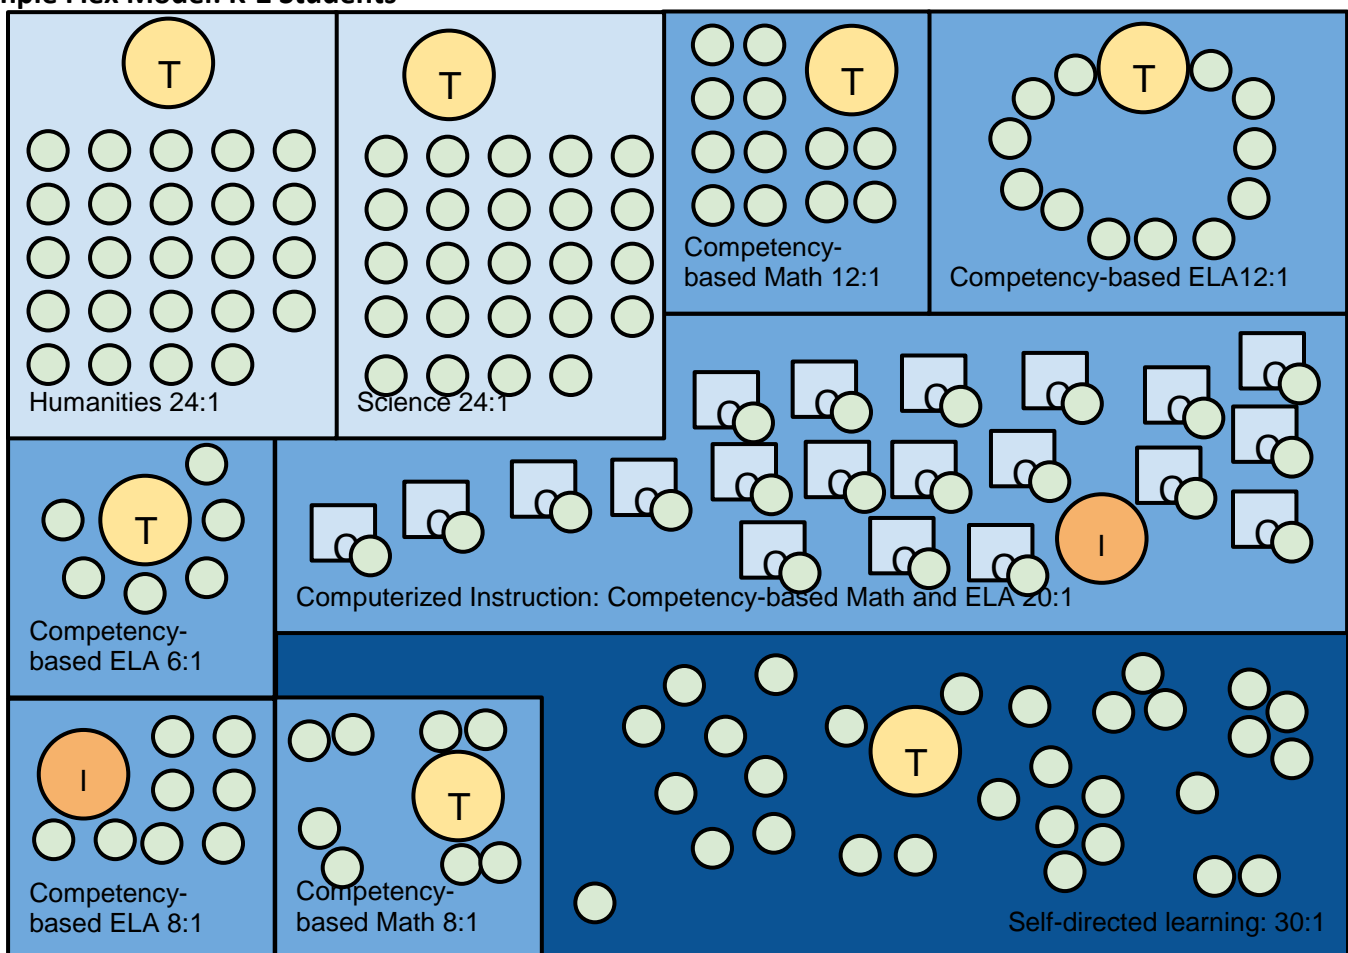 T
T
T
T
Competency-
based Math 12:1
Competency-based ELA12:1
Humanities 24:1
Science 24:1
T
I
Computerized Instruction: Competency-based Math and ELA 20:1
Competency-
based ELA 6:1
I
T
T
Competency-
based ELA 8:1
Competency-
based Math 8:1
Self-directed learning: 30:1